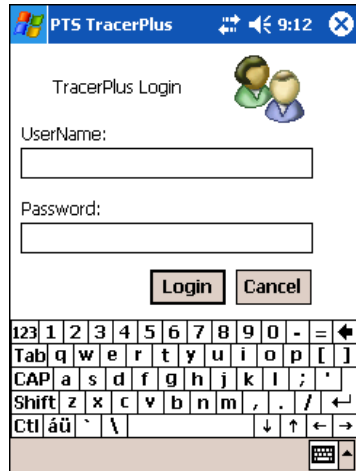 PTS TracerPlus 9:12
TracerPlus Login
UserName:
Password:
Login Cancel
123 1 2 3 4 5 6 7 8 9 0 - =
Tab q w e r t y u i o p [ ]
CAP a s d f g h j k l ; '
Shift z x c v b n m , . /
Ctl áü ` \ ↓ ↑ ← →